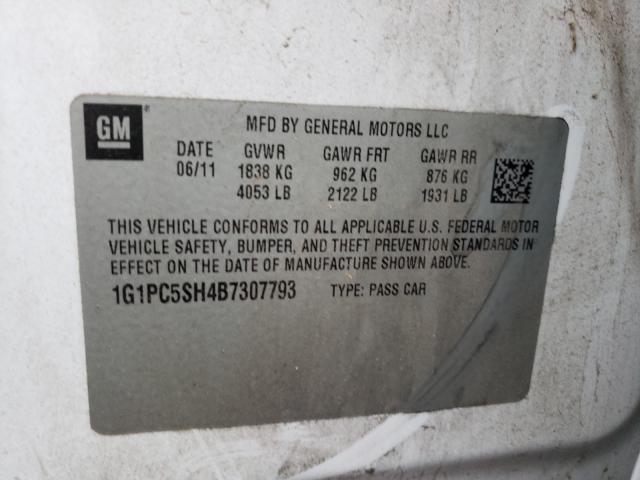 GM
MFD BY GENERAL MOTORS LLC
DATE GVWR GAWR FRT GAWR RR
06/11 1838 KG 962 KG 876 KG
4053 LB 2122 LB 1931 LB
THIS VEHICLE CONFORMS TO ALL APPLICABLE U.S. FEDERAL MOTOR
VEHICLE SAFETY, BUMPER, AND THEFT PREVENTION STANDARDS IN
EFFECT ON THE DATE OF MANUFACTURE SHOWN ABOVE.
1G1PC5SH4B7307793 TYPE: PASS CAR